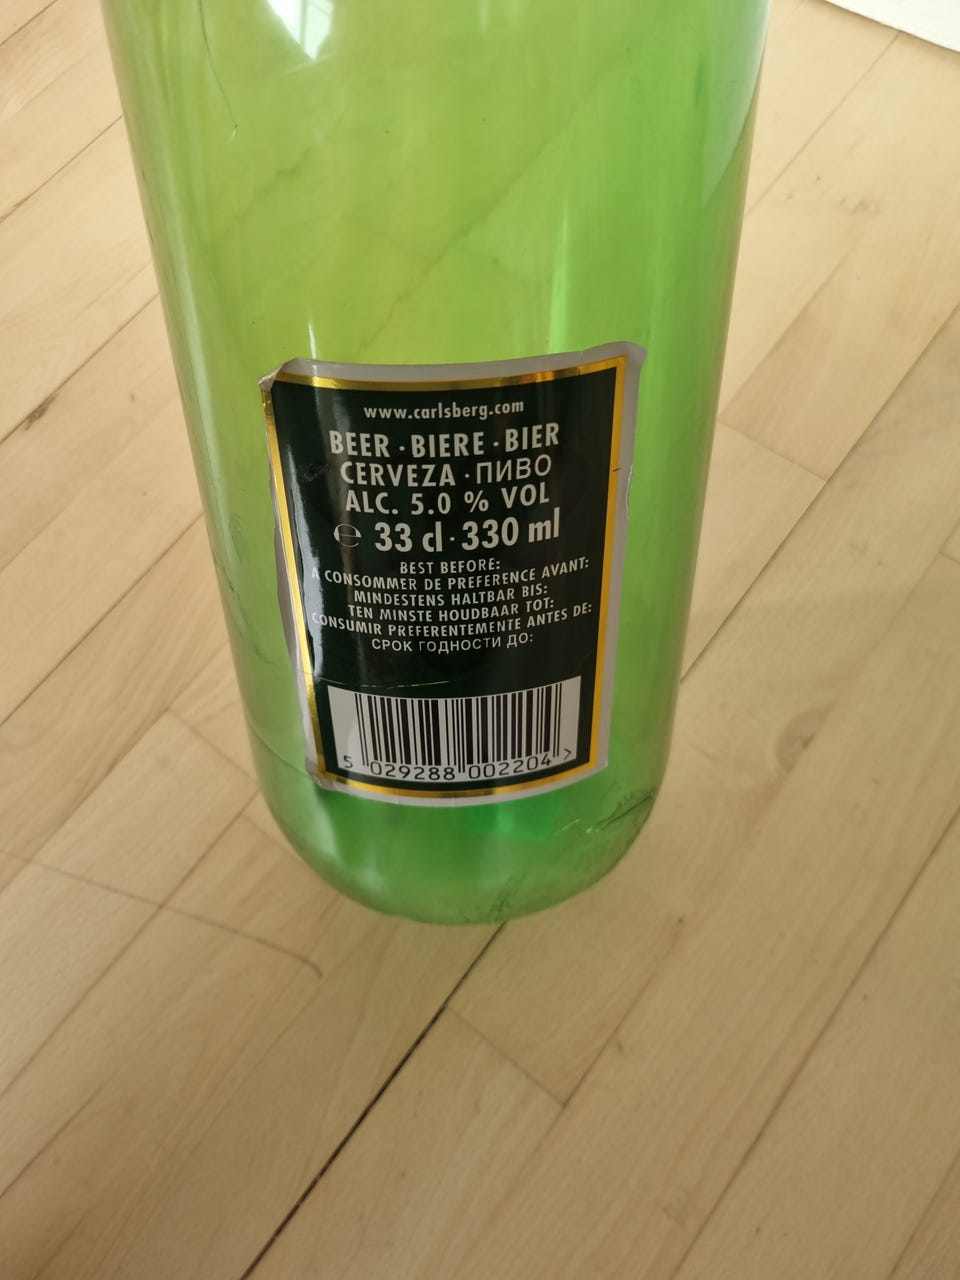 www.carlsberg.com
BEER · BIERE · BIER
CERVEZA · ПИВО
ALC. 5.0 % VOL
℮ 33 cl · 330 ml
BEST BEFORE:
A CONSOMMER DE PREFERENCE AVANT:
MINDESTENS HALTBAR BIS:
TEN MINSTE HOUDBAAR TOT:
CONSUMIR PREFERENTEMENTE ANTES DE:
СРОК ГОДНОСТИ ДО:
5 029288 002204 >